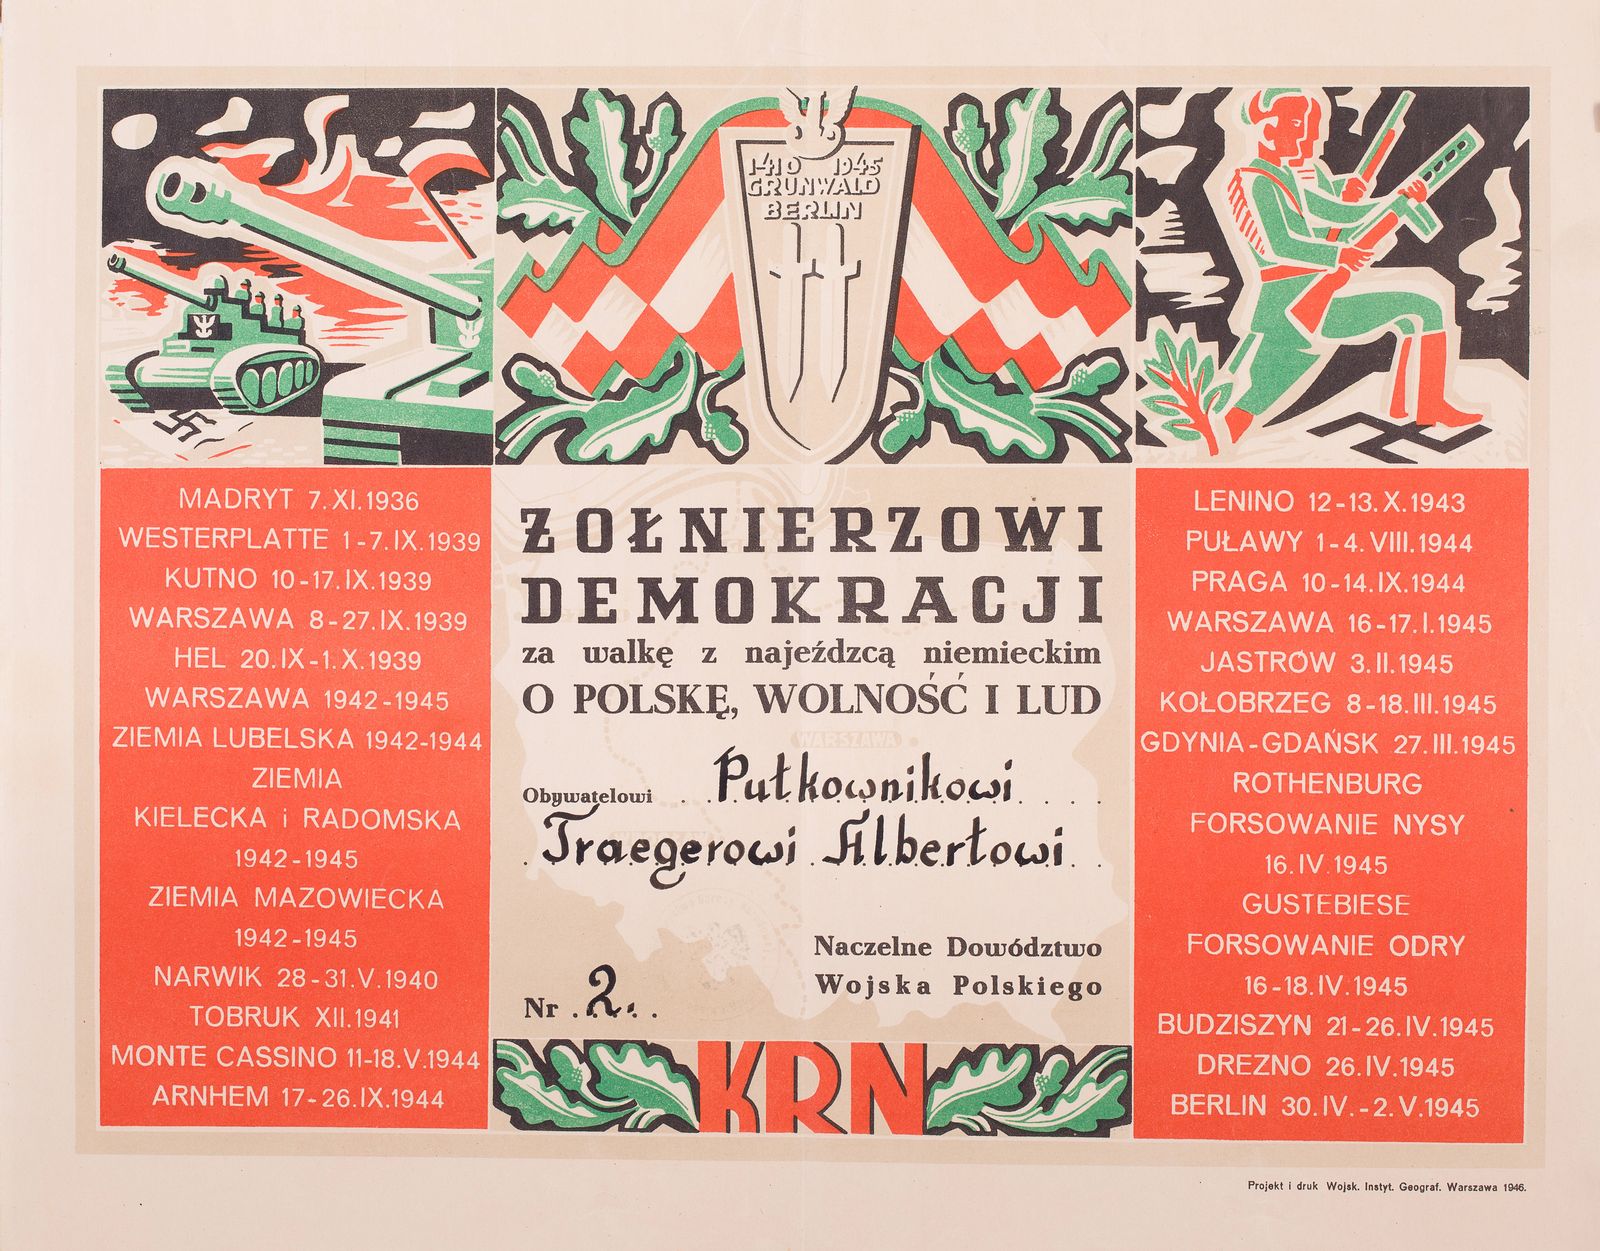 1410 1945
GRUNWALD
BERLIN
MADRYT 7.XI.1936
WESTERPLATTE 1-7.IX.1939
KUTNO 10-17.IX.1939
WARSZAWA 8-27.IX.1939
HEL 20.IX-1.X.1939
WARSZAWA 1942-1945
ZIEMIA LUBELSKA 1942-1944
ZIEMIA
KIELECKA i RADOMSKA
1942-1945
ZIEMIA MAZOWIECKA
1942-1945
NARWIK 28-31.V.1940
TOBRUK XII.1941
MONTE CASSINO 11-18.V.1944
ARNHEM 17-26.IX.1944
ŻOŁNIERZOWI
DEMOKRACJI
za walkę z najeźdzcą niemieckim
O POLSKĘ, WOLNOŚĆ I LUD
WARSZAWA
Obywatelowi . . Pułkownikowi . . . .
. Traegerowi Albertowi . .
Naczelne Dowództwo
Wojska Polskiego
Nr . 2. . .
KRN
LENINO 12-13.X.1943
PUŁAWY 1-4.VIII.1944
PRAGA 10-14.IX.1944
WARSZAWA 16-17.I.1945
JASTRÓW 3.II.1945
KOŁOBRZEG 8-18.III.1945
GDYNIA-GDAŃSK 27.III.1945
ROTHENBURG
FORSOWANIE NYSY
16.IV.1945
GUSTEBIESE
FORSOWANIE ODRY
16-18.IV.1945
BUDZISZYN 21-26.IV.1945
DREZNO 26.IV.1945
BERLIN 30.IV.-2.V.1945
Projekt i druk Wojsk. Instyt. Geograf. Warszawa 1946.